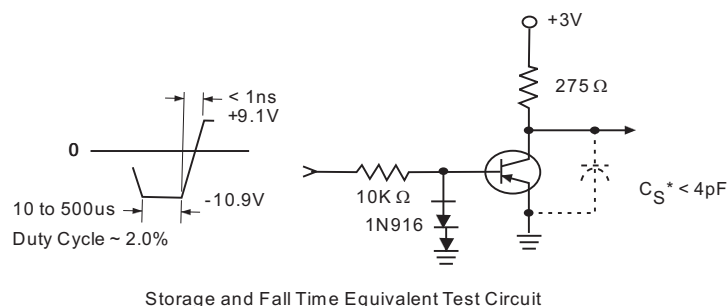 +3V
275 Ω
< 1ns
+9.1V
0
-10.9V
10 to 500us
Duty Cycle ~ 2.0%
10K Ω
1N916
CS* < 4pF
Storage and Fall Time Equivalent Test Circuit